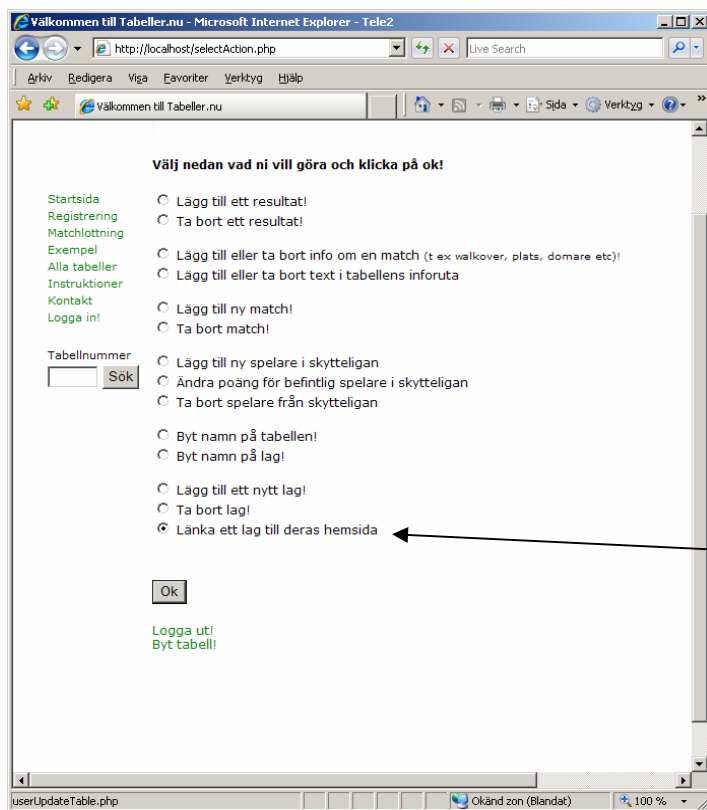 Välkommen till Tabeller.nu - Microsoft Internet Explorer - Tele2
http://localhost/selectAction.php
Live Search
Arkiv Redigera Visa Favoriter Verktyg Hjälp
Välkommen till Tabeller.nu
Sida Verktyg
Välj nedan vad ni vill göra och klicka på ok!
Startsida
Registrering
Matchlottning
Exempel
Alla tabeller
Instruktioner
Kontakt
Logga in!
Tabellnummer
Sök
Lägg till ett resultat!
Ta bort ett resultat!
Lägg till eller ta bort info om en match (t ex walkover, plats, domare etc)!
Lägg till eller ta bort text i tabellens inforuta
Lägg till ny match!
Ta bort match!
Lägg till ny spelare i skytteligan
Ändra poäng för befintlig spelare i skytteligan
Ta bort spelare från skytteligan
Byt namn på tabellen!
Byt namn på lag!
Lägg till ett nytt lag!
Ta bort lag!
Länka ett lag till deras hemsida
Ok
Logga ut!
Byt tabell!
userUpdateTable.php
Okänd zon (Blandat)
100 %